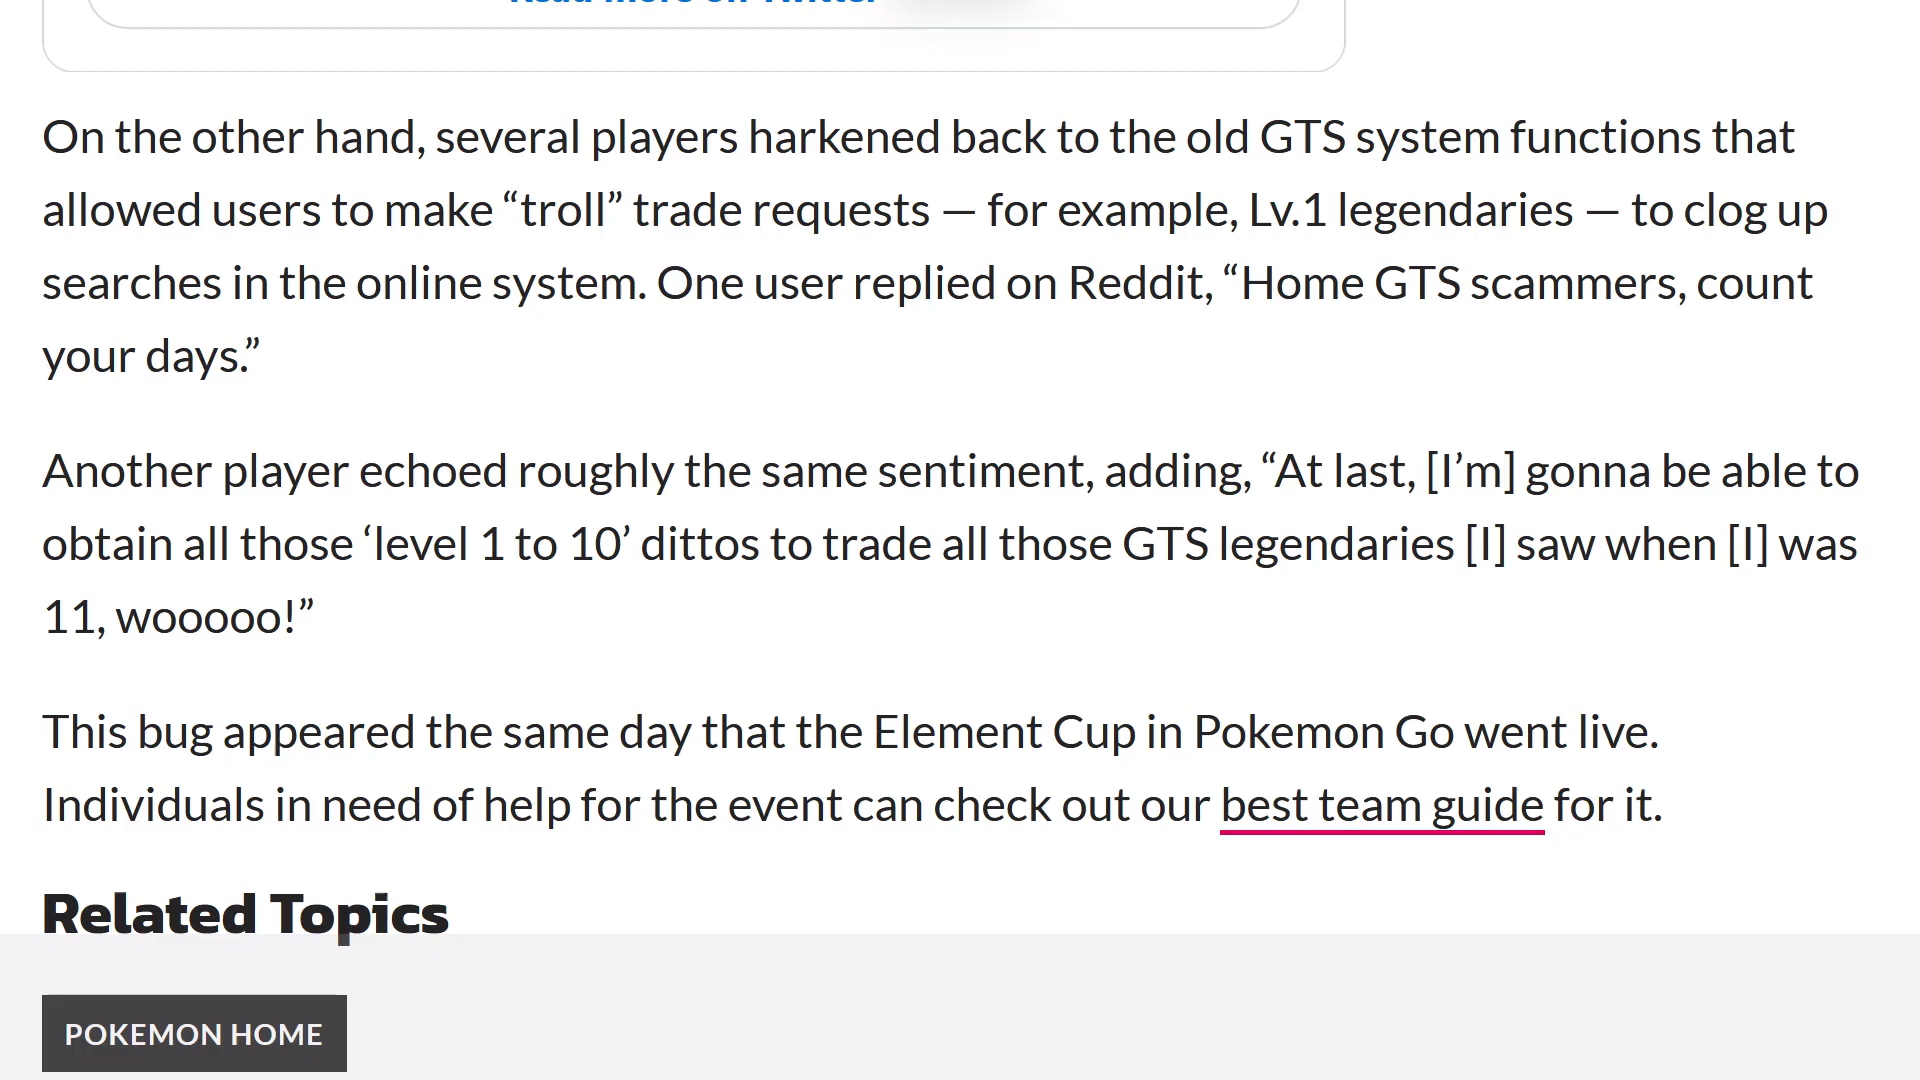 Read More on Twitter
On the other hand, several players harkened back to the old GTS system functions that
allowed users to make “troll” trade requests — for example, Lv.1 legendaries — to clog up
searches in the online system. One user replied on Reddit, “Home GTS scammers, count
your days.”
Another player echoed roughly the same sentiment, adding, “At last, [I’m] gonna be able to
obtain all those ‘level 1 to 10’ dittos to trade all those GTS legendaries [I] saw when [I] was
11, wooooo!”
This bug appeared the same day that the Element Cup in Pokemon Go went live.
Individuals in need of help for the event can check out our best team guide for it.
Related Topics
POKEMON HOME